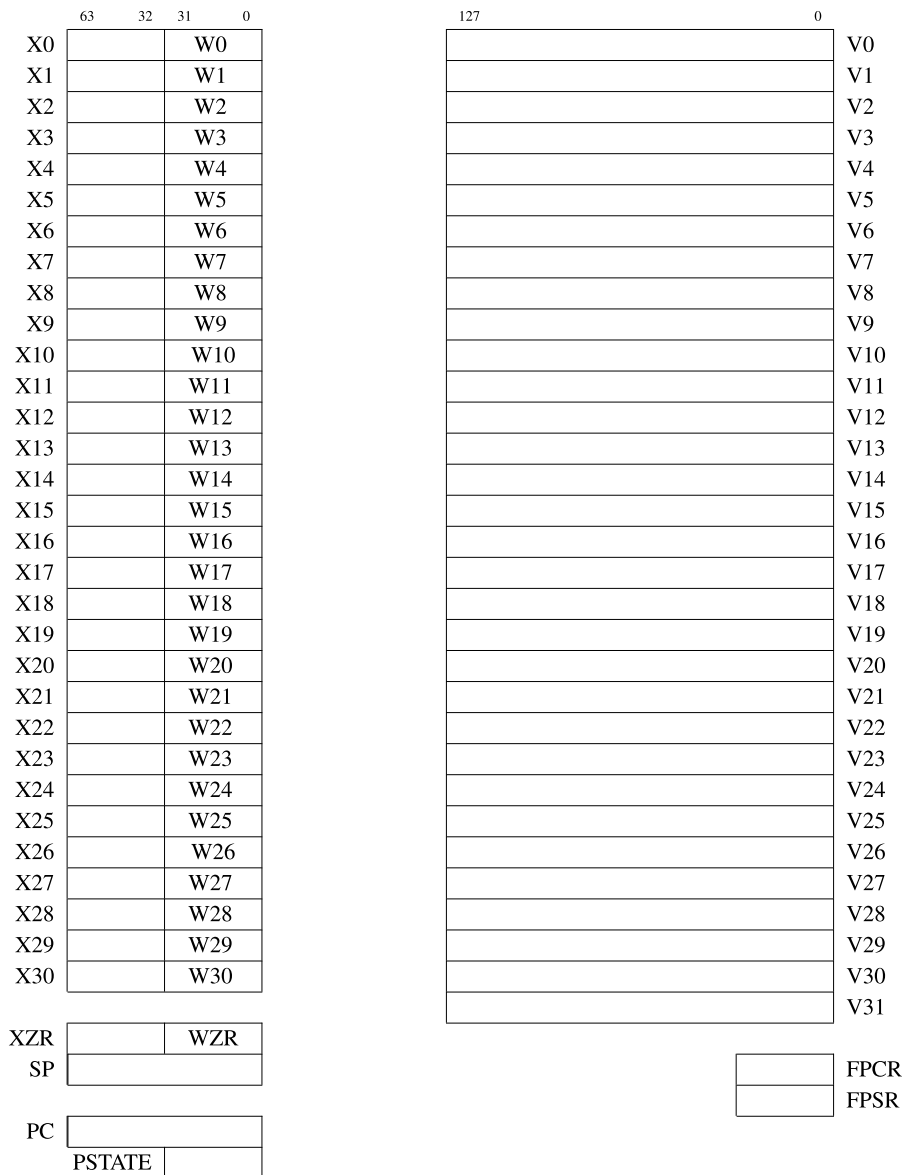 63 32 31 0 127 0
X0 W0 V0
X1 W1 V1
X2 W2 V2
X3 W3 V3
X4 W4 V4
X5 W5 V5
X6 W6 V6
X7 W7 V7
X8 W8 V8
X9 W9 V9
X10 W10 V10
X11 W11 V11
X12 W12 V12
X13 W13 V13
X14 W14 V14
X15 W15 V15
X16 W16 V16
X17 W17 V17
X18 W18 V18
X19 W19 V19
X20 W20 V20
X21 W21 V21
X22 W22 V22
X23 W23 V23
X24 W24 V24
X25 W25 V25
X26 W26 V26
X27 W27 V27
X28 W28 V28
X29 W29 V29
X30 W30 V30
V31
XZR WZR
SP FPCR
FPSR
PC
PSTATE